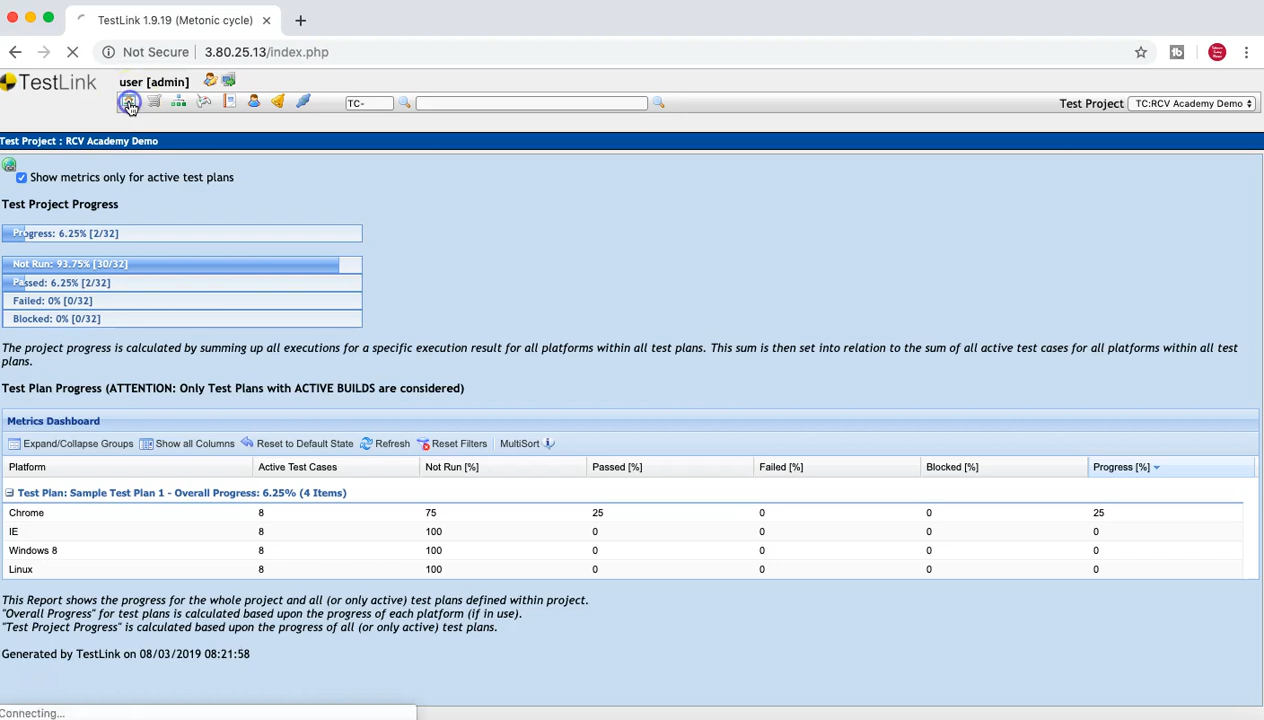 TestLink 1.9.19 (Metonic cycle)
Not Secure 3.80.25.13/index.php
TestLink
user [admin]
TC-
Test Project TC:RCV Academy Demo
Test Project : RCV Academy Demo
Show metrics only for active test plans
Test Project Progress
Progress: 6.25% [2/32]
Not Run: 93.75% [30/32]
Passed: 6.25% [2/32]
Failed: 0% [0/32]
Blocked: 0% [0/32]
The project progress is calculated by summing up all executions for a specific execution result for all platforms within all test plans. This sum is then set into relation to the sum of all active test cases for all platforms within all test
plans.
Test Plan Progress (ATTENTION: Only Test Plans with ACTIVE BUILDS are considered)
Metrics Dashboard
Expand/Collapse Groups Show all Columns Reset to Default State Refresh Reset Filters MultiSort
Platform Active Test Cases Not Run [%] Passed [%] Failed [%] Blocked [%] Progress [%]
Test Plan: Sample Test Plan 1 - Overall Progress: 6.25% (4 Items)
Chrome 8 75 25 0 0 25
IE 8 100 0 0 0 0
Windows 8 8 100 0 0 0 0
Linux 8 100 0 0 0 0
This Report shows the progress for the whole project and all (or only active) test plans defined within project.
"Overall Progress" for test plans is calculated based upon the progress of each platform (if in use).
"Test Project Progress" is calculated based upon the progress of all (or only active) test plans.
Generated by TestLink on 08/03/2019 08:21:58
Connecting...